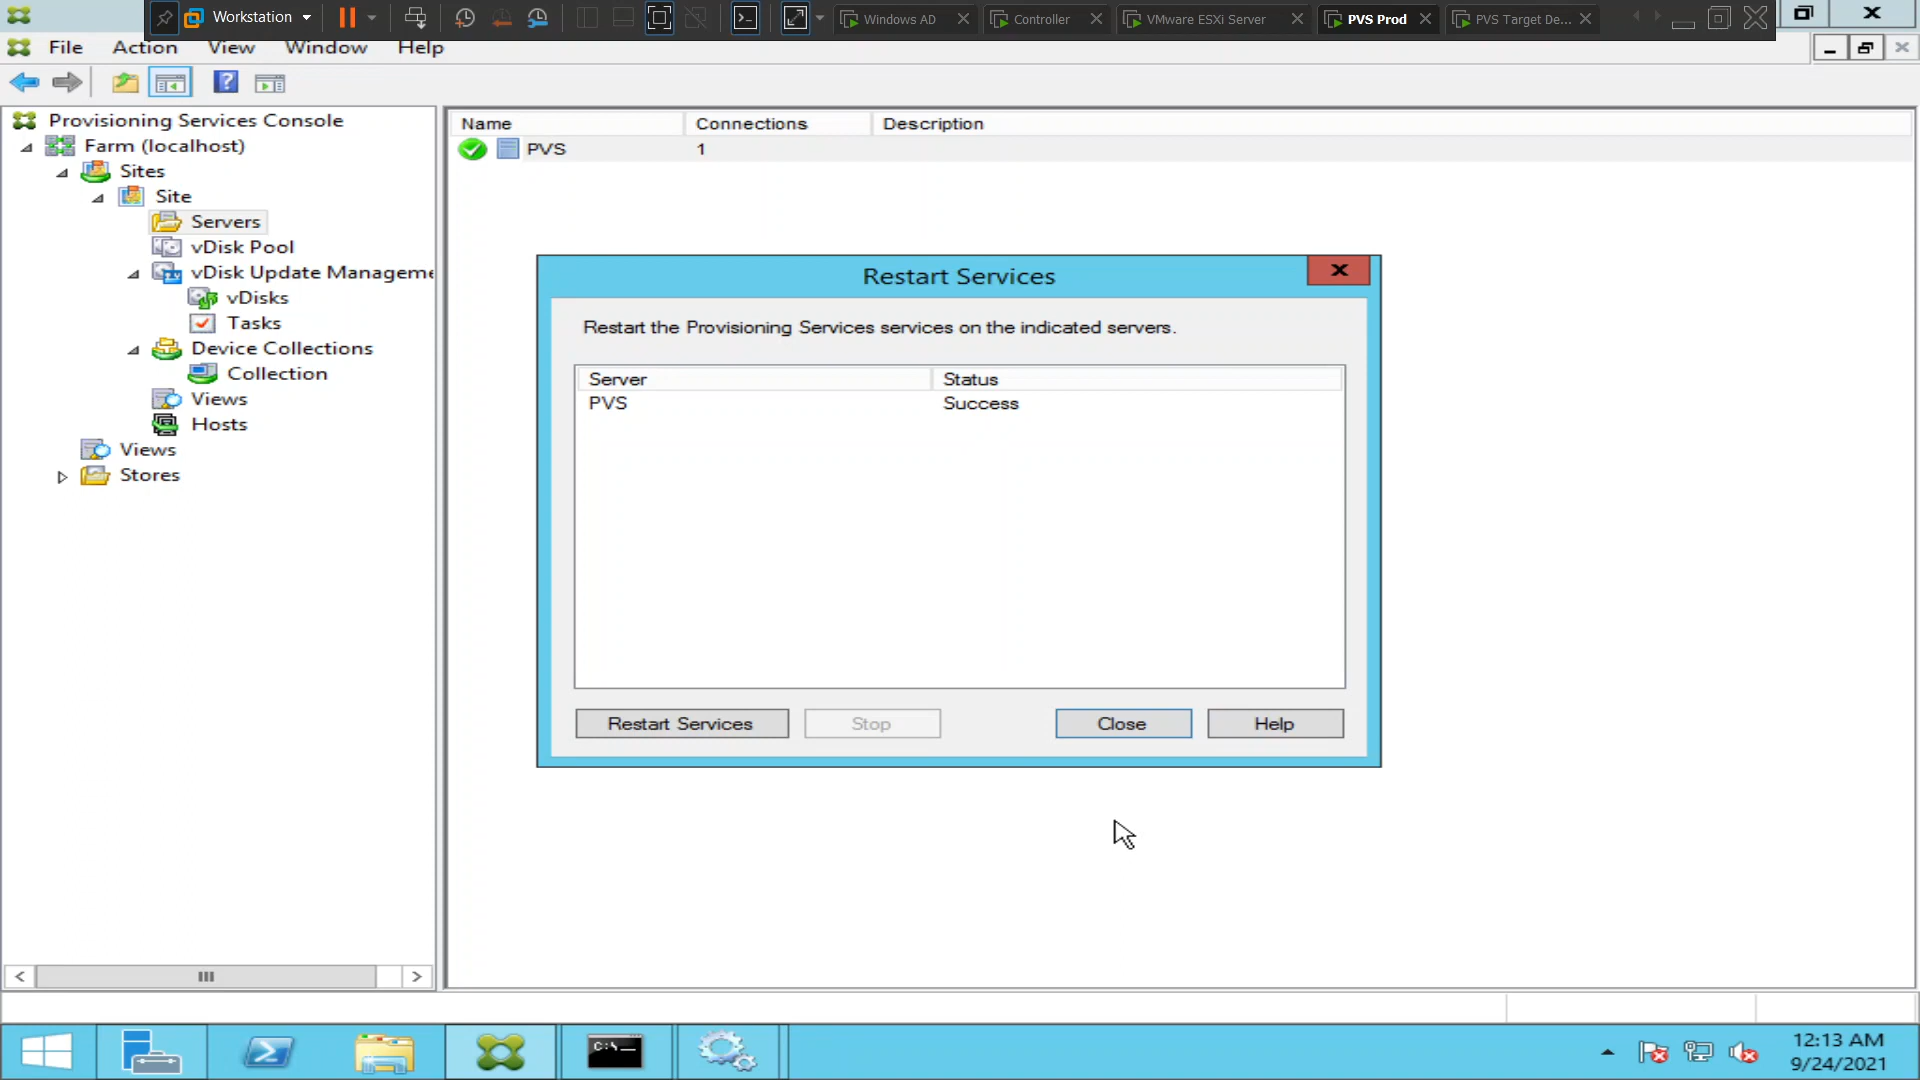 Workstation
Windows AD
Controller
VMware ESXi Server
PVS Prod
PVS Target De...
File Action View Window Help
Provisioning Services Console
Farm (localhost)
Sites
Site
Servers
vDisk Pool
vDisk Update Manageme
vDisks
Tasks
Device Collections
Collection
Views
Hosts
Views
Stores
Name Connections Description
PVS 1
Restart Services
Restart the Provisioning Services services on the indicated servers.
Server Status
PVS Success
Restart Services Stop Close Help
C:\
12:13 AM
9/24/2021